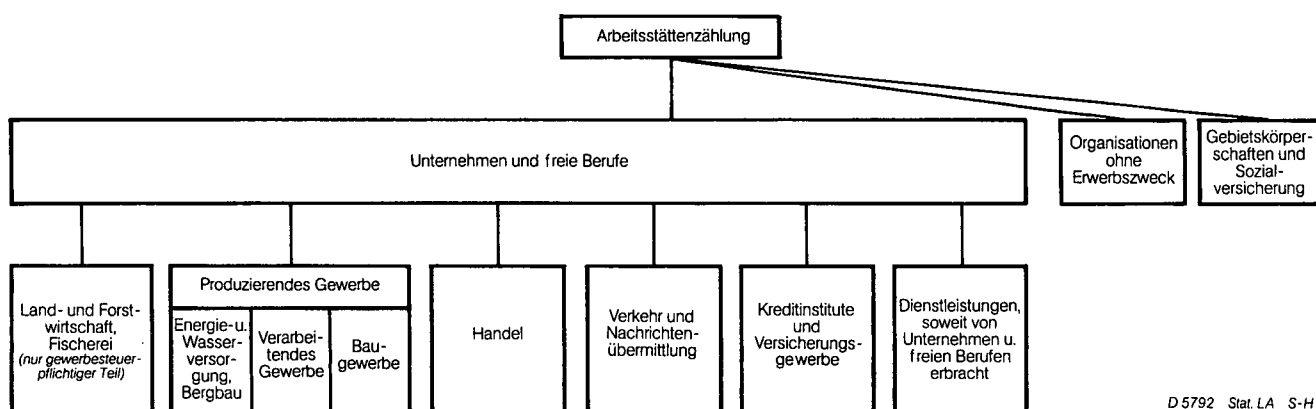 Arbeitsstättenzählung
Unternehmen und freie Berufe
Organisationen
ohne
Erwerbszweck
Gebietskörper-
schaften und
Sozial-
versicherung
Land- und Forst-
wirtschaft,
Fischerei
(nur gewerbesteuer-
pflichtiger Teil)
Produzierendes Gewerbe
Energie- u.
Wasser-
versor-
gung,
Bergbau
Verarbei-
tendes
Gewerbe
Bau-
gewerbe
Handel
Verkehr und
Nachrichten-
übermittlung
Kreditinstitute
und
Versicherungs-
gewerbe
Dienstleistungen,
soweit von
Unternehmen u.
freien Berufen
erbracht
D 5792 Stat. LA S-H